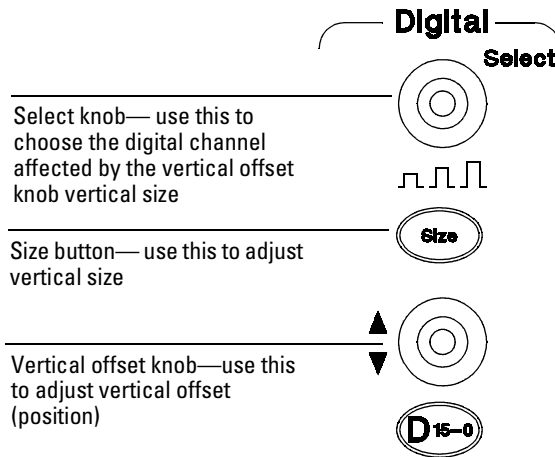 Digital
Select
Select knob— use this to
choose the digital channel
affected by the vertical offset
knob vertical size
Size
Size button— use this to adjust
vertical size
Vertical offset knob—use this
to adjust vertical offset
(position)
D 15–0